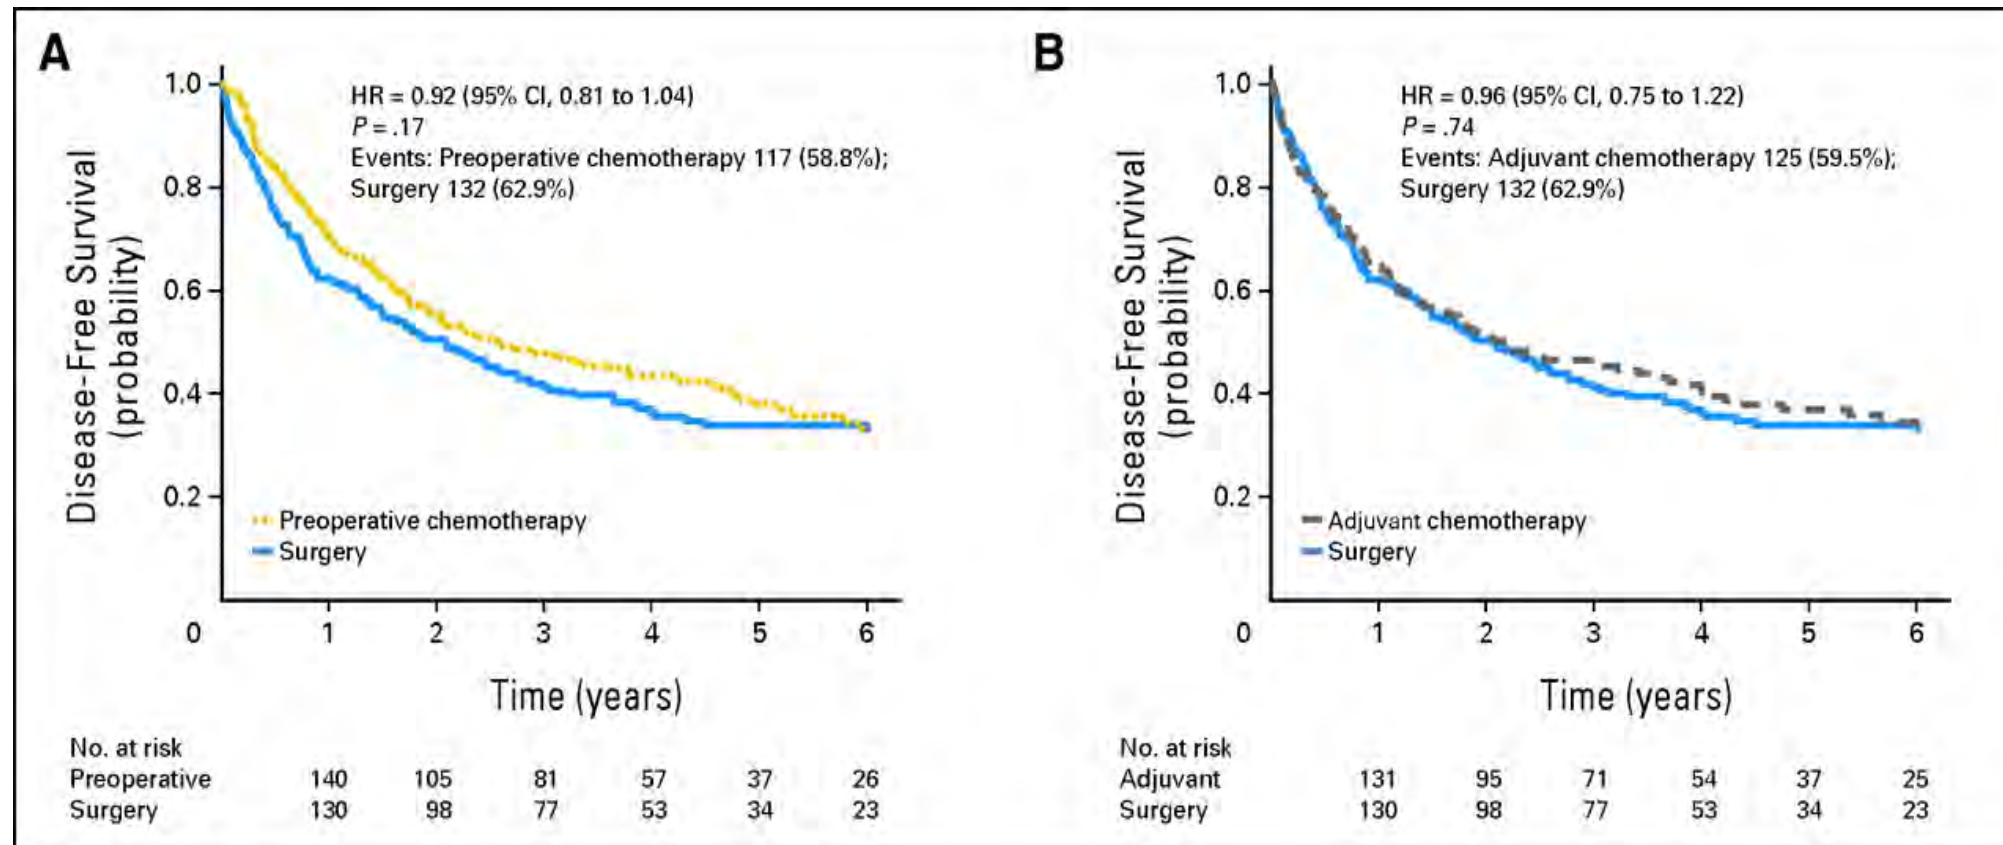 A
1.0
0.8
0.6
0.4
0.2
0
1 2 3 4 5 6
Disease-Free Survival
(probability)
HR = 0.92 (95% CI, 0.81 to 1.04)
P = .17
Events: Preoperative chemotherapy 117 (58.8%);
Surgery 132 (62.9%)
Preoperative chemotherapy
Surgery
Time (years)
No. at risk
Preoperative 140 105 81 57 37 26
Surgery 130 98 77 53 34 23
B
1.0
0.8
0.6
0.4
0.2
0
1 2 3 4 5 6
Disease-Free Survival
(probability)
HR = 0.96 (95% CI, 0.75 to 1.22)
P = .74
Events: Adjuvant chemotherapy 125 (59.5%);
Surgery 132 (62.9%)
Adjuvant chemotherapy
Surgery
Time (years)
No. at risk
Adjuvant 131 95 71 54 37 25
Surgery 130 98 77 53 34 23